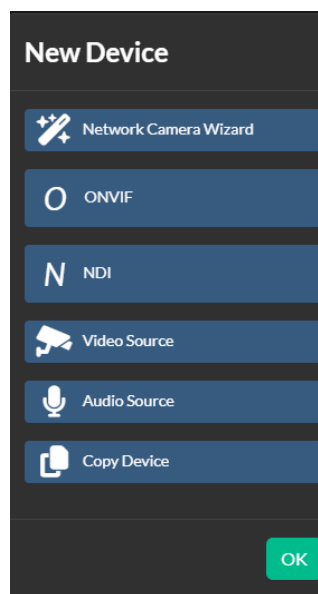 New Device
Network Camera Wizard
O ONVIF
N NDI
Video Source
Audio Source
Copy Device
OK